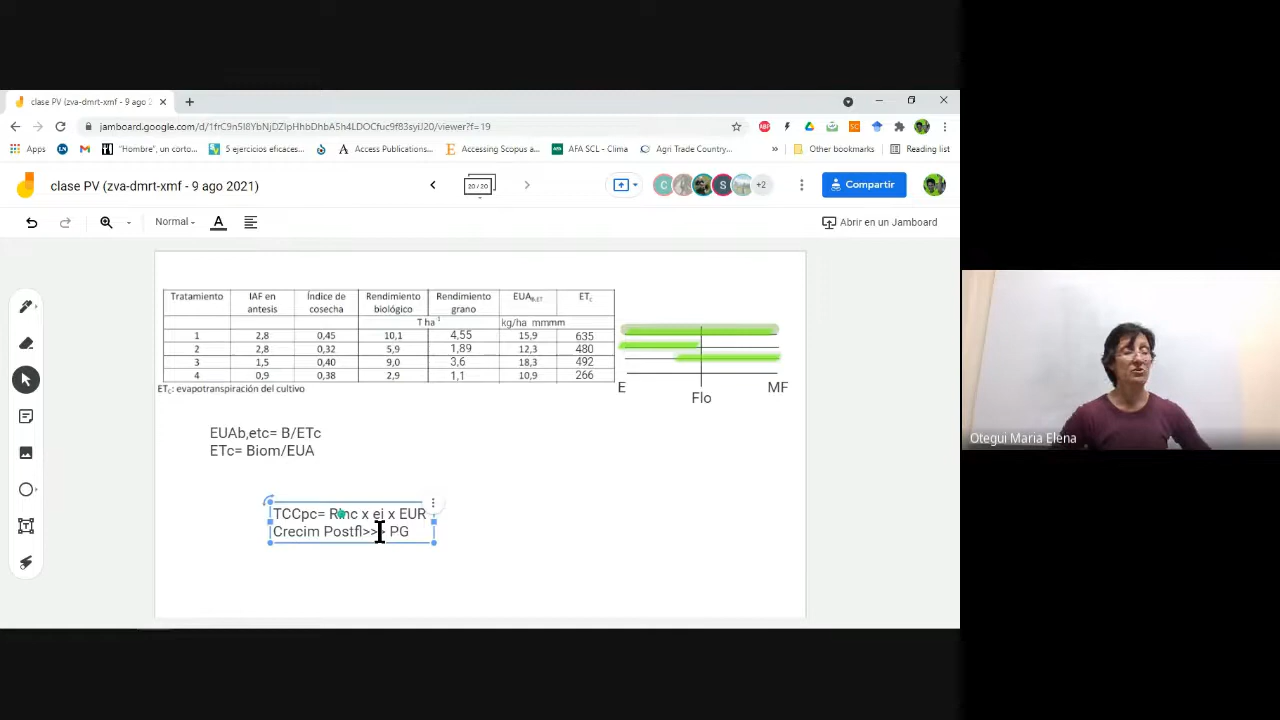 clase PV (zva-dmrt-xmf - 9 ago 2
jamboard.google.com/d/1frC9n5I8YbNjDZIpHhbDhbA5h4LDOCfuc9f83syiJ20/viewer?f=19
Apps
"Hombre", un corto...
5 ejercicios eficaces...
Access Publications...
Accessing Scopus a...
AFA SCL - Clima
Agri Trade Country...
»
Other bookmarks
Reading list
clase PV (zva-dmrt-xmf - 9 ago 2021)
20 / 20
C
S
+2
Compartir
Normal
A
Abrir en un Jamboard
Tratamiento IAF en antesis Índice de cosecha Rendimiento biológico Rendimiento grano EUAB,ET ETc
T ha-1 kg/ha mmmm
1 2,8 0,45 10,1 4,55 15,9 635
2 2,8 0,32 5,9 1,89 12,3 480
3 1,5 0,40 9,0 3,6 18,3 492
4 0,9 0,38 2,9 1,1 10,9 266
ETc: evapotranspiración del cultivo
E
Flo
MF
EUAb,etc= B/ETc
ETc= Biom/EUA
TCCpc= Rinc x ei x EUR
Crecim Postfl>>> PG
Otegui Maria Elena